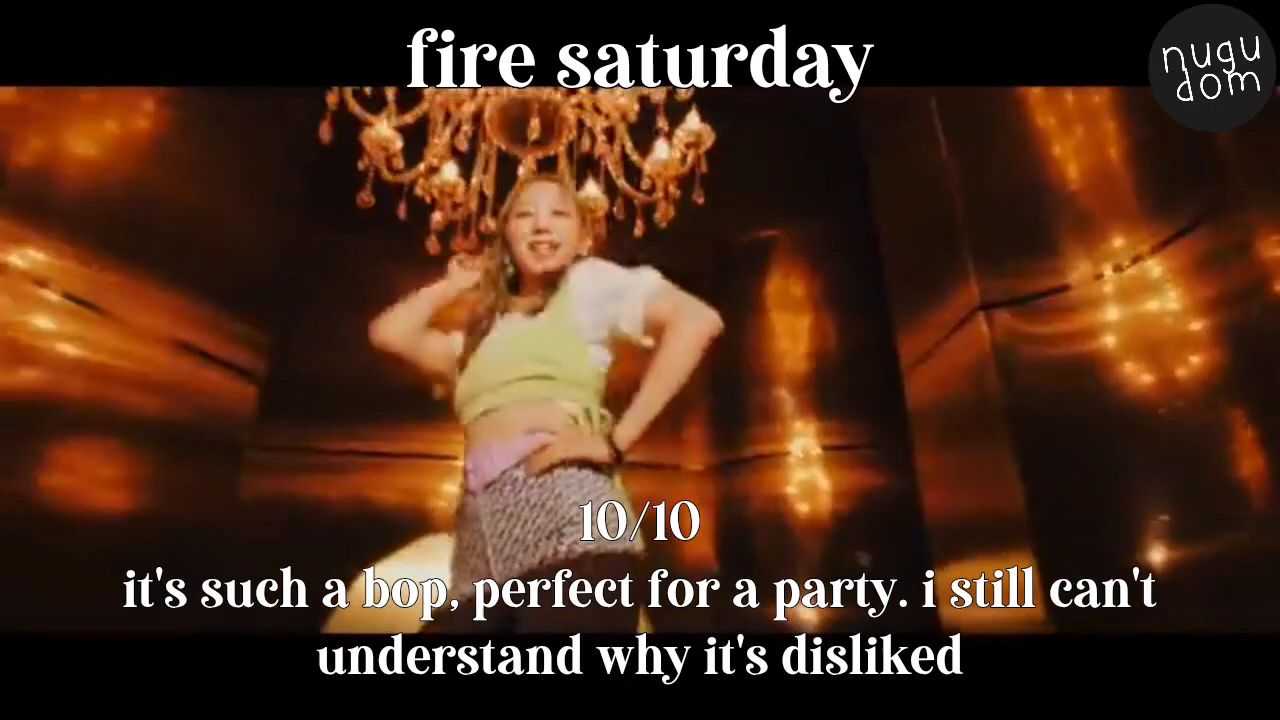 fire saturday
nugu
dom
10/10
it's such a bop, perfect for a party. i still can't
understand why it's disliked